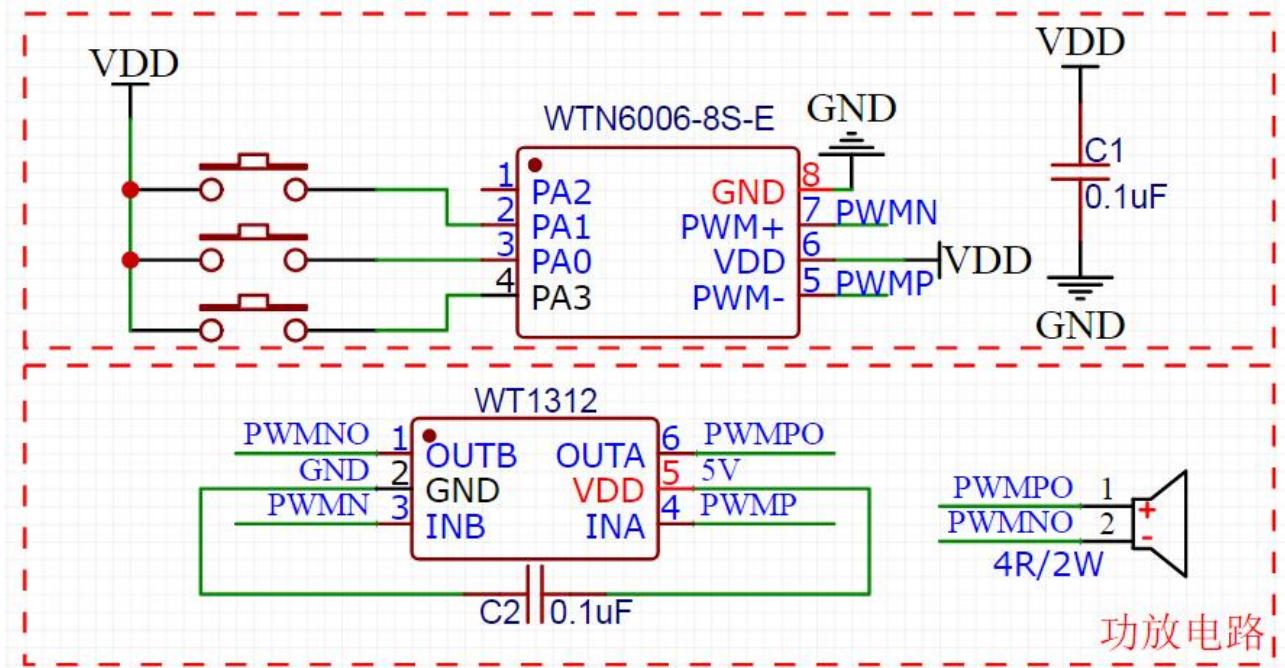 VDD
VDD
WTN6006-8S-E
GND
1 PA2 GND 8
2 PA1 PWM+ 7 PWMN
3 PA0 VDD 6 VDD
4 PA3 PWM- 5 PWMP
C1
0.1uF
GND
WT1312
PWMNO 1 OUTB OUTA 6 PWMPO
GND 2 GND VDD 5 5V
PWMN 3 INB INA 4 PWMP
C2 0.1uF
PWMPO 1 +
PWMNO 2 -
4R/2W
功放电路